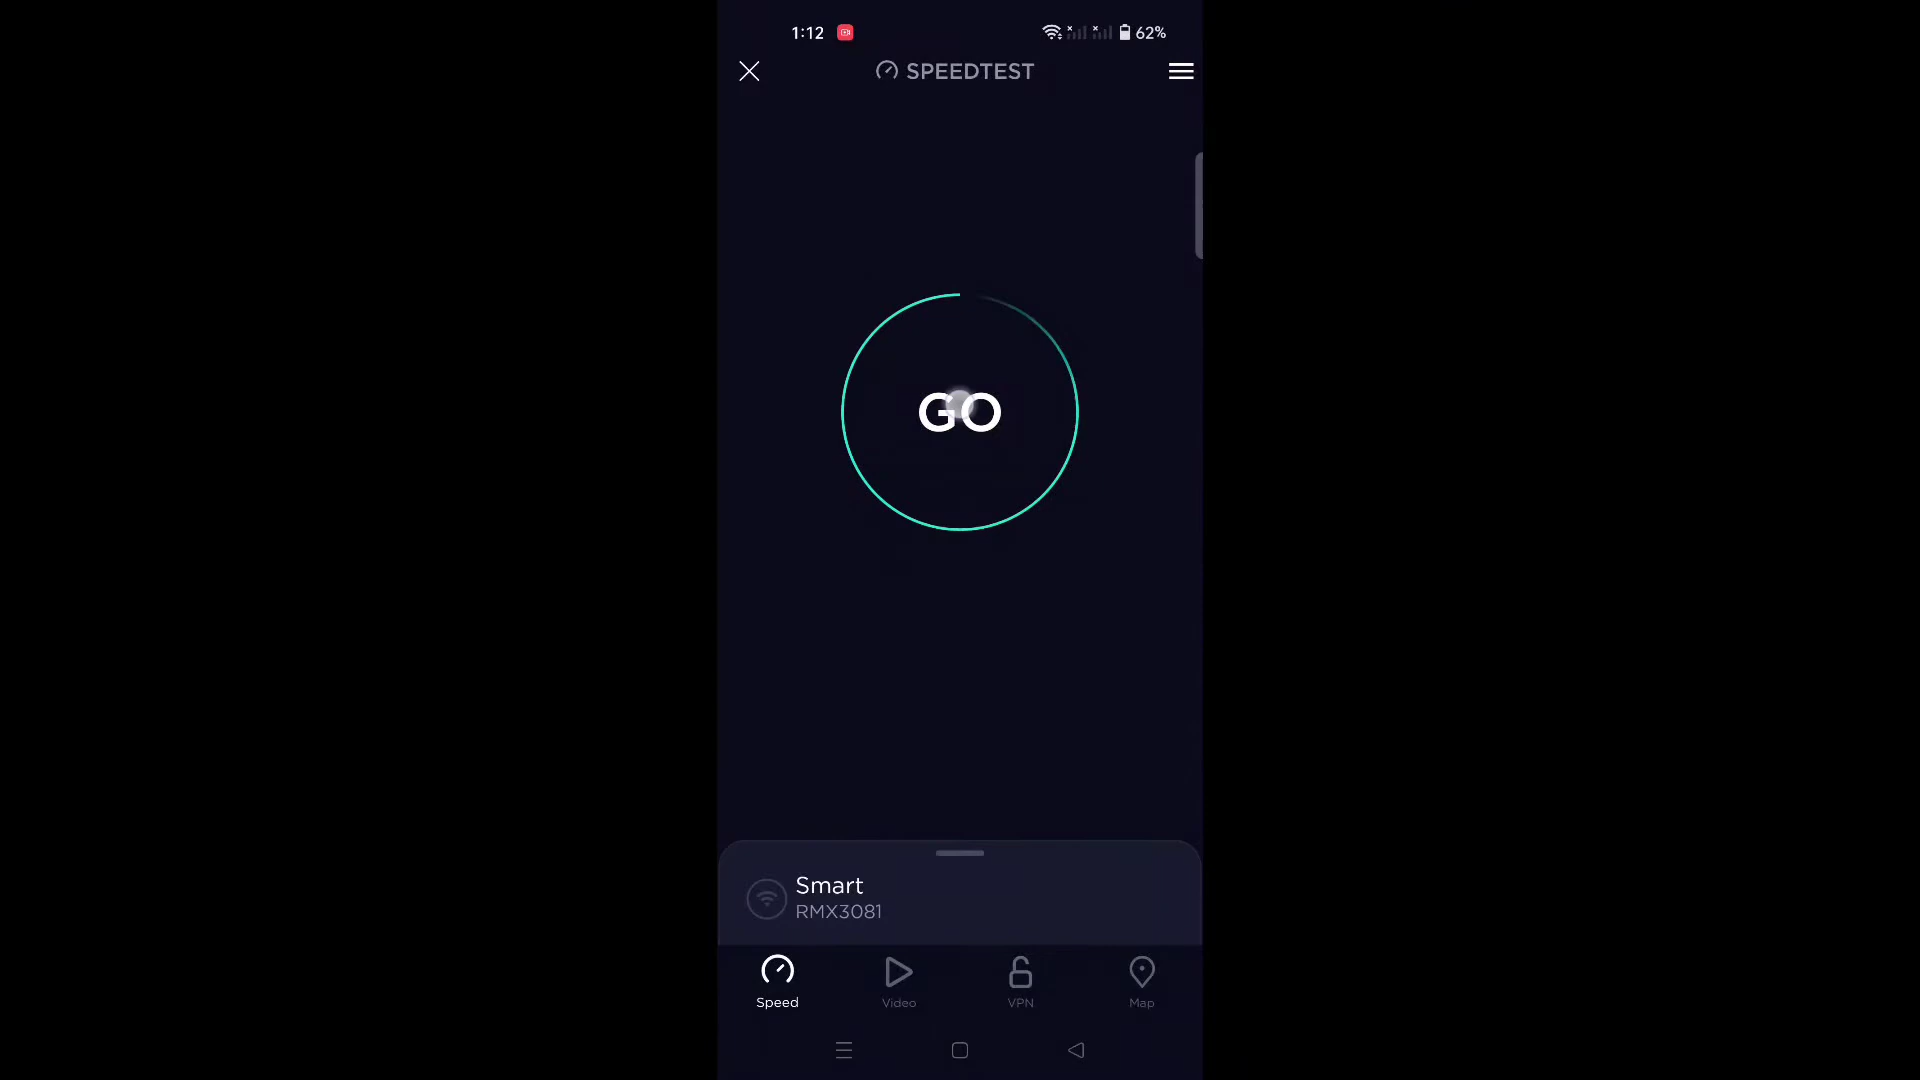 1:12 62%
SPEEDTEST
GO
Smart
RMX3081
Speed Video VPN Map